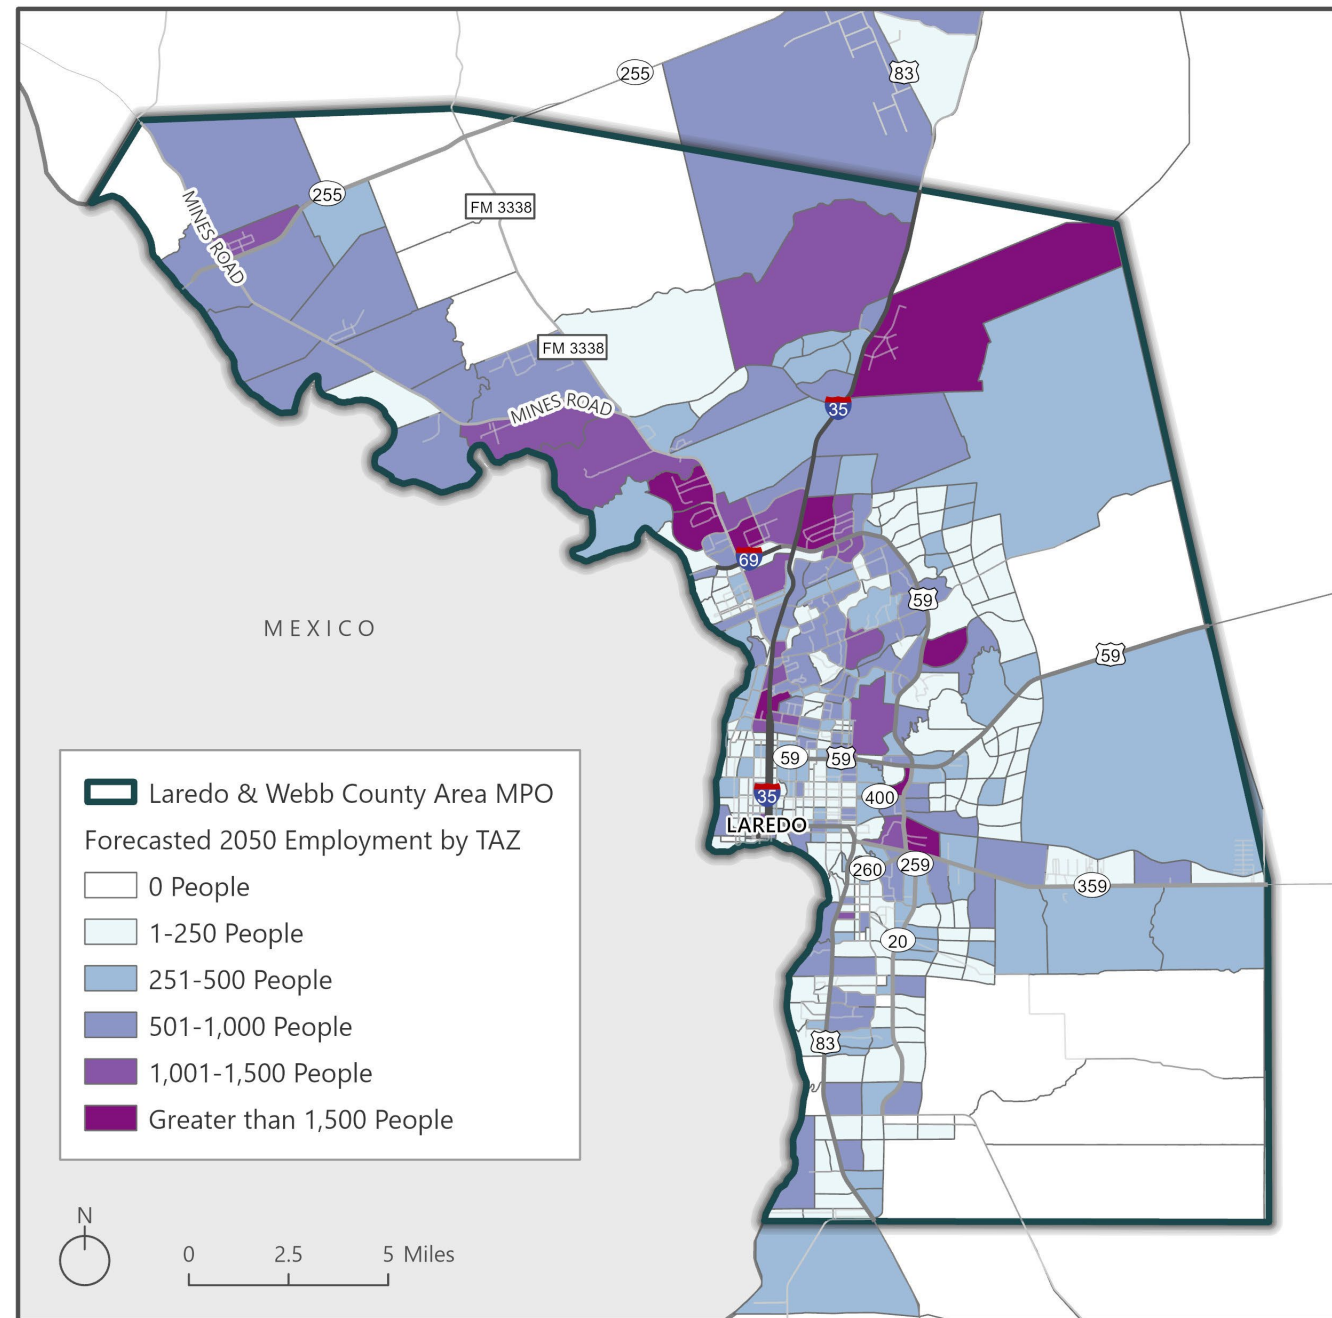 255
83
255
MINES ROAD
FM 3338
FM 3338
MINES ROAD
35
69
59
MEXICO
59
59
59
35
400
LAREDO
260
259
359
20
83
Laredo & Webb County Area MPO
Forecasted 2050 Employment by TAZ
0 People
1-250 People
251-500 People
501-1,000 People
1,001-1,500 People
Greater than 1,500 People
N
0 2.5 5 Miles